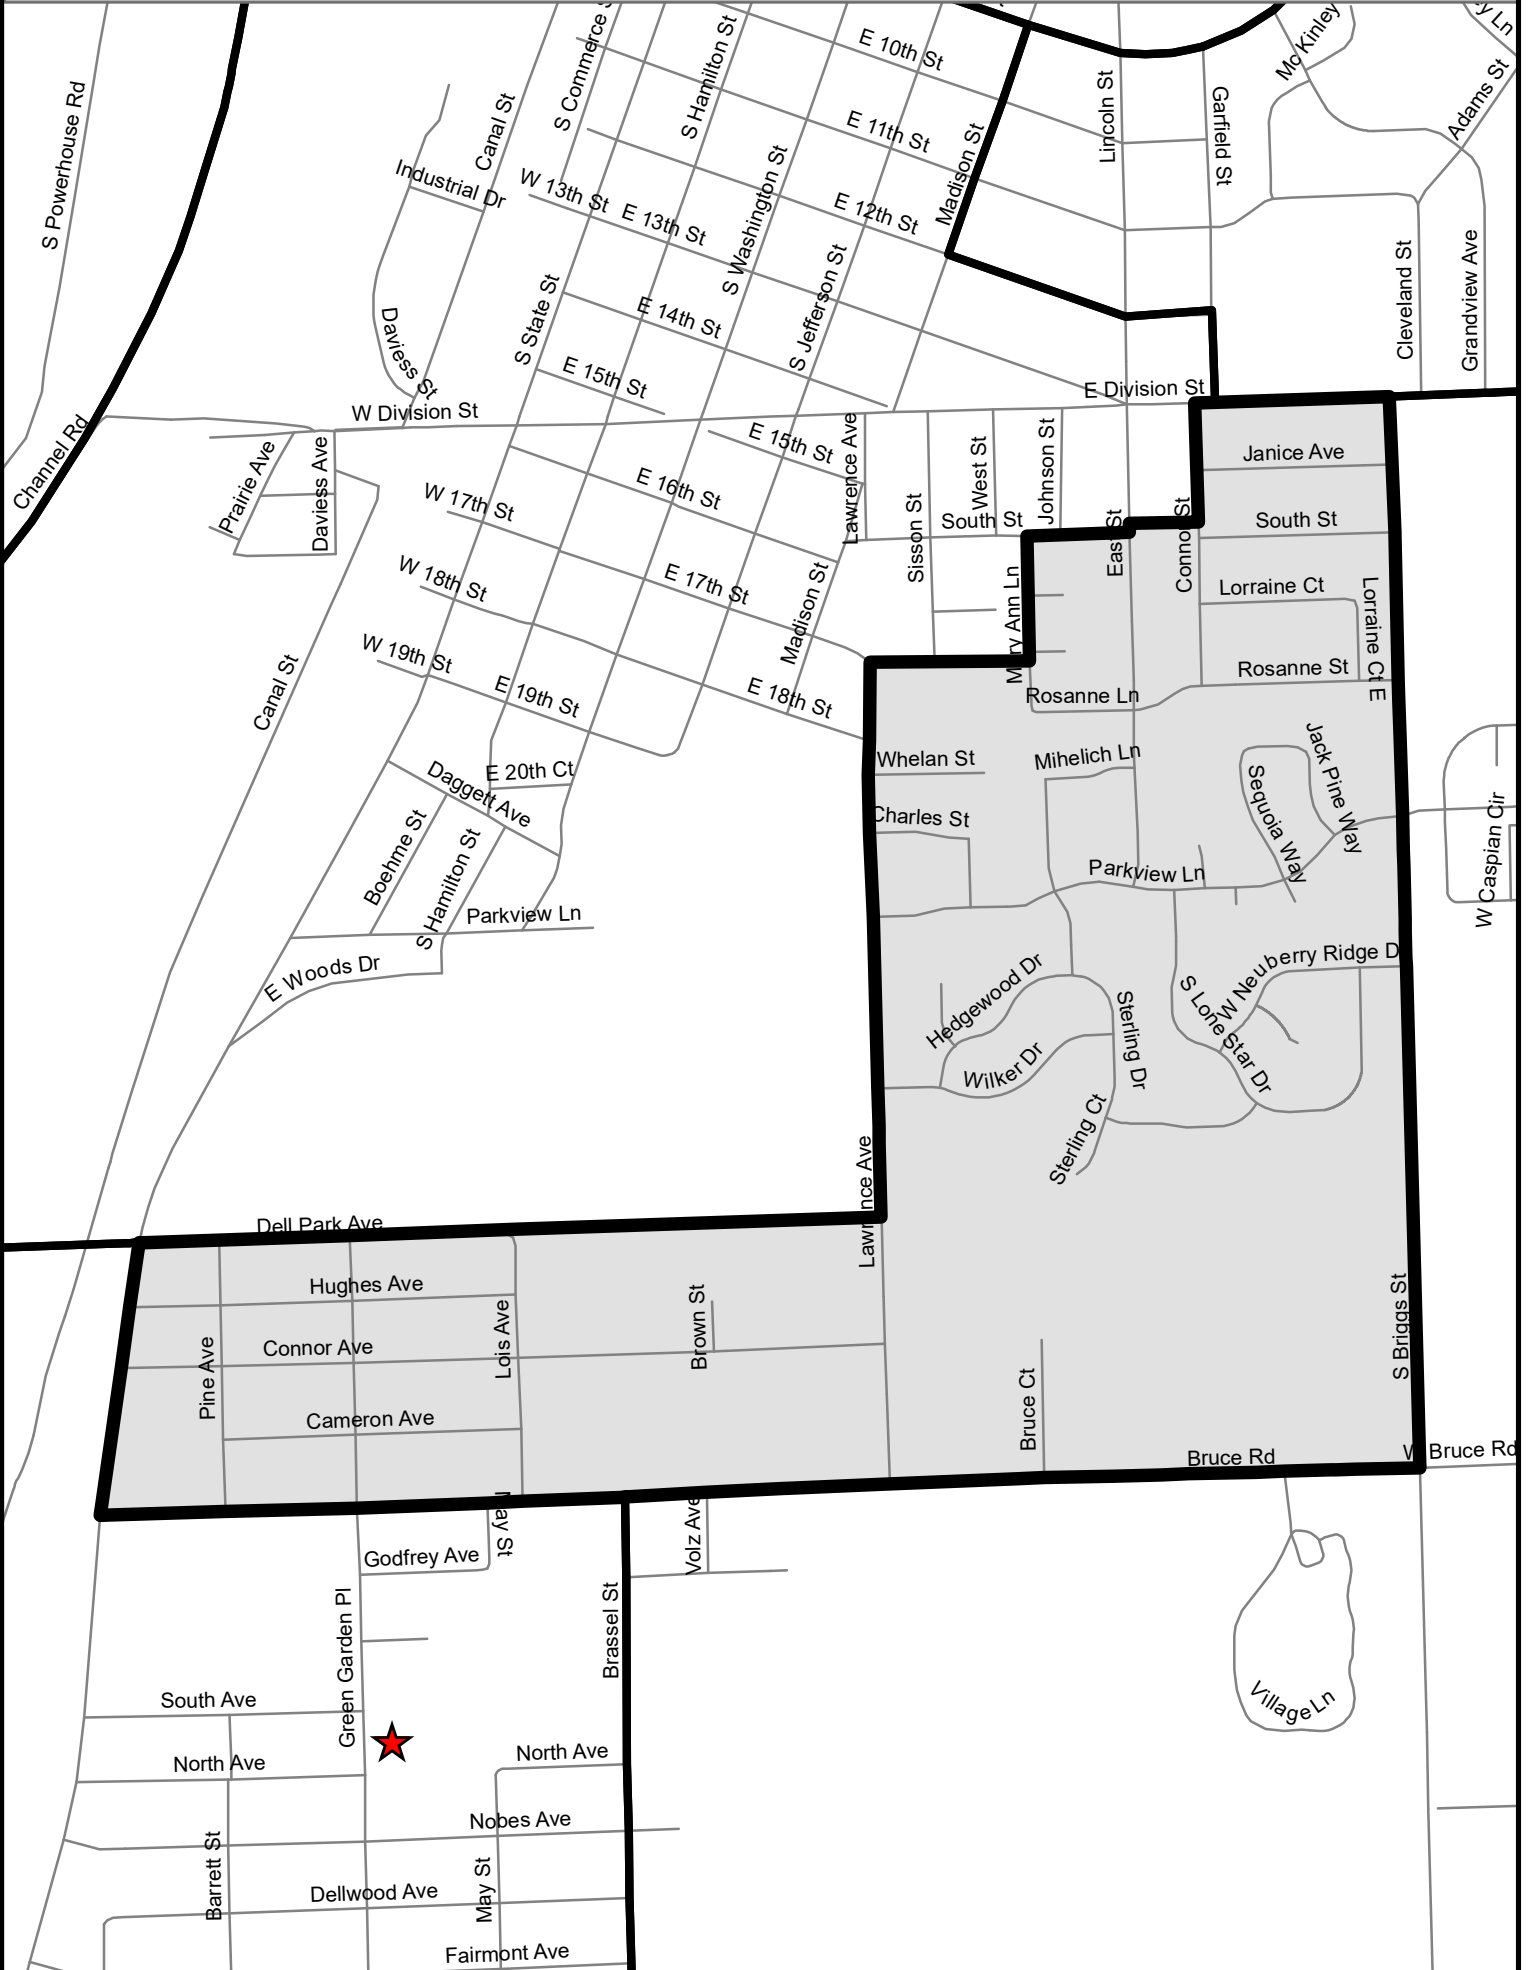 S Powerhouse Rd
Channel Rd
Canal St
S Commerce S
S Hamilton St
E 10th St
E 11th St
Madison St
Lincoln St
Garfield St
Mc Kinley
y Ln
Adams St
Industrial Dr
W 13th St
E 13th St
E 12th St
S Washington St
S Jefferson St
S State St
E 14th St
E 15th St
Daviess St
Cleveland St
Grandview Ave
E Division St
W Division St
Prairie Ave
Daviess Ave
E 15th St
Lawrence Ave
Sisson St
West St
Johnson St
South St
East St
Connor St
Janice Ave
South St
Lorraine Ct
Lorraine Ct E
Rosanne St
W 17th St
E 16th St
W 18th St
E 17th St
Madison St
Mary Ann Ln
W 19th St
E 19th St
E 18th St
Canal St
Rosanne Ln
Whelan St
Mihelich Ln
Charles St
Sequoia Way
Jack Pine Way
W Caspian Cir
Daggett Ave
E 20th Ct
Boehme St
S Hamilton St
Parkview Ln
E Woods Dr
Parkview Ln
Hedgewood Dr
Wilker Dr
Sterling Dr
Sterling Ct
S Lone Star Dr
W Neuberry Ridge D
Lawrence Ave
Dell Park Ave
Hughes Ave
Connor Ave
Pine Ave
Lois Ave
Brown St
Cameron Ave
Bruce Ct
S Briggs St
Bruce Rd
W Bruce Rd
May St
Volz Ave
Godfrey Ave
Green Garden Pl
Brassel St
South Ave
North Ave
North Ave
Village Ln
Nobes Ave
Barrett St
May St
Dellwood Ave
Fairmont Ave